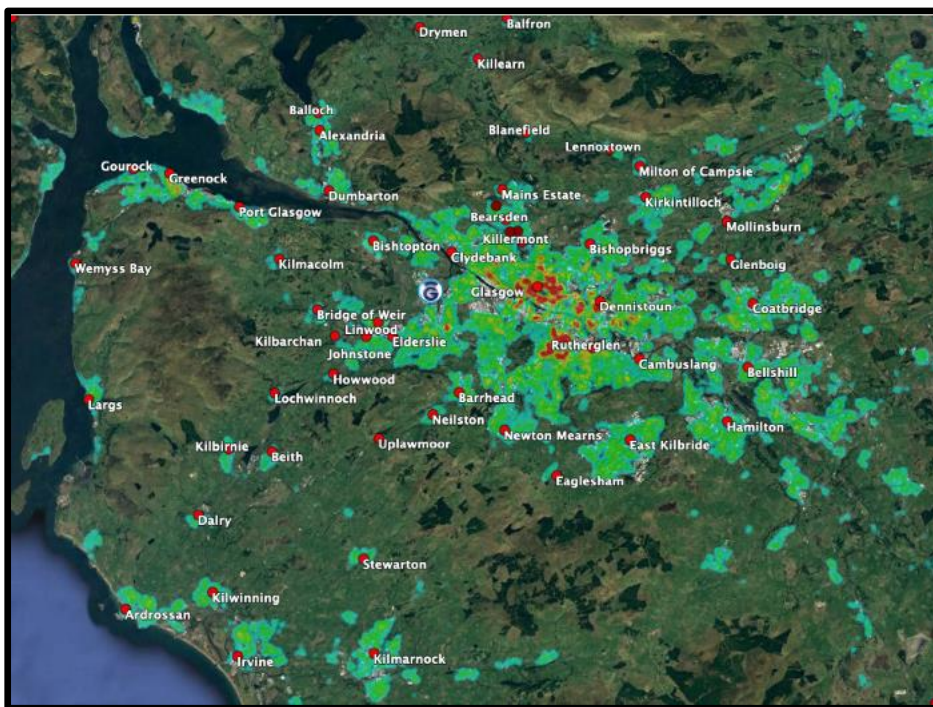 Drymen
Balfron
Killearn
Balloch
Alexandria
Blanefield
Lennoxtown
Milton of Campsie
Gourock
Greenock
Dumbarton
Mains Estate
Kirkintilloch
Port Glasgow
Bearsden
Mollinsburn
Bishtopton
Killermont
Bishopbriggs
Clydebank
Wemyss Bay
Kilmacolm
Glenboig
G
Glasgow
Dennistoun
Coatbridge
Bridge of Weir
Linwood
Kilbarchan
Elderslie
Rutherglen
Johnstone
Cambuslang
Bellshill
Howwood
Lochwinnoch
Barrhead
Largs
Neilston
Newton Mearns
Hamilton
Uplawmoor
East Kilbride
Kilbirnie
Beith
Eaglesham
Dalry
Stewarton
Kilwinning
Ardrossan
Irvine
Kilmarnock